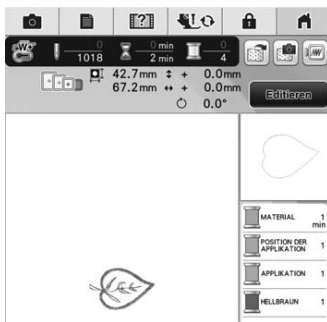 0 0 min 0
1018 2 min 4
42.7mm + 0.0mm
67.2mm + 0.0mm
0.0°
Editieren
MATERIAL 1 min
POSITION DER APPLIKATION 1
APPLIKATION 1
HELLBRAUN 1